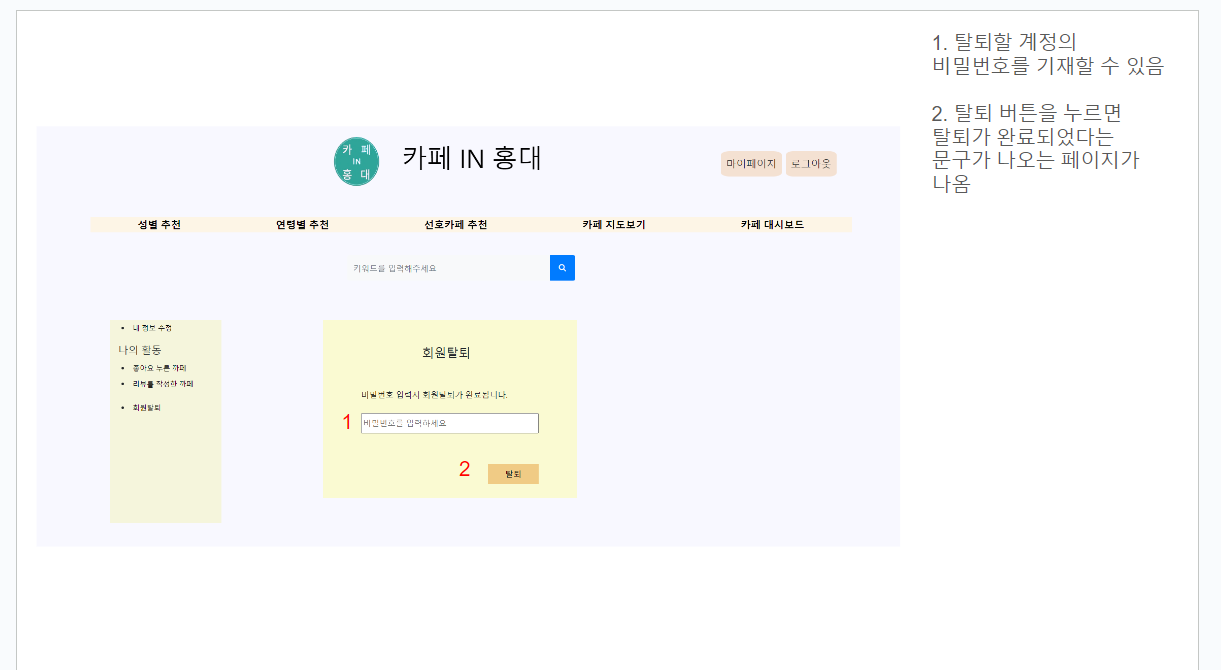 1. 탈퇴할 계정의
비밀번호를 기재할 수 있음
2. 탈퇴 버튼을 누르면
탈퇴가 완료되었다는
문구가 나오는 페이지가
나옴
카 페
IN
홍 대
카페 IN 홍대
마이페이지 로그아웃
성별 추천 연령별 추천 선호카페 추천 카페 지도보기 카페 대시보드
키워드를 입력해주세요
내 정보 수정
나의 활동
좋아요 누른 카페
리뷰를 작성한 카페
회원탈퇴
회원탈퇴
비밀번호 입력시 회원탈퇴가 완료됩니다.
1 비밀번호를 입력하세요
2 탈퇴